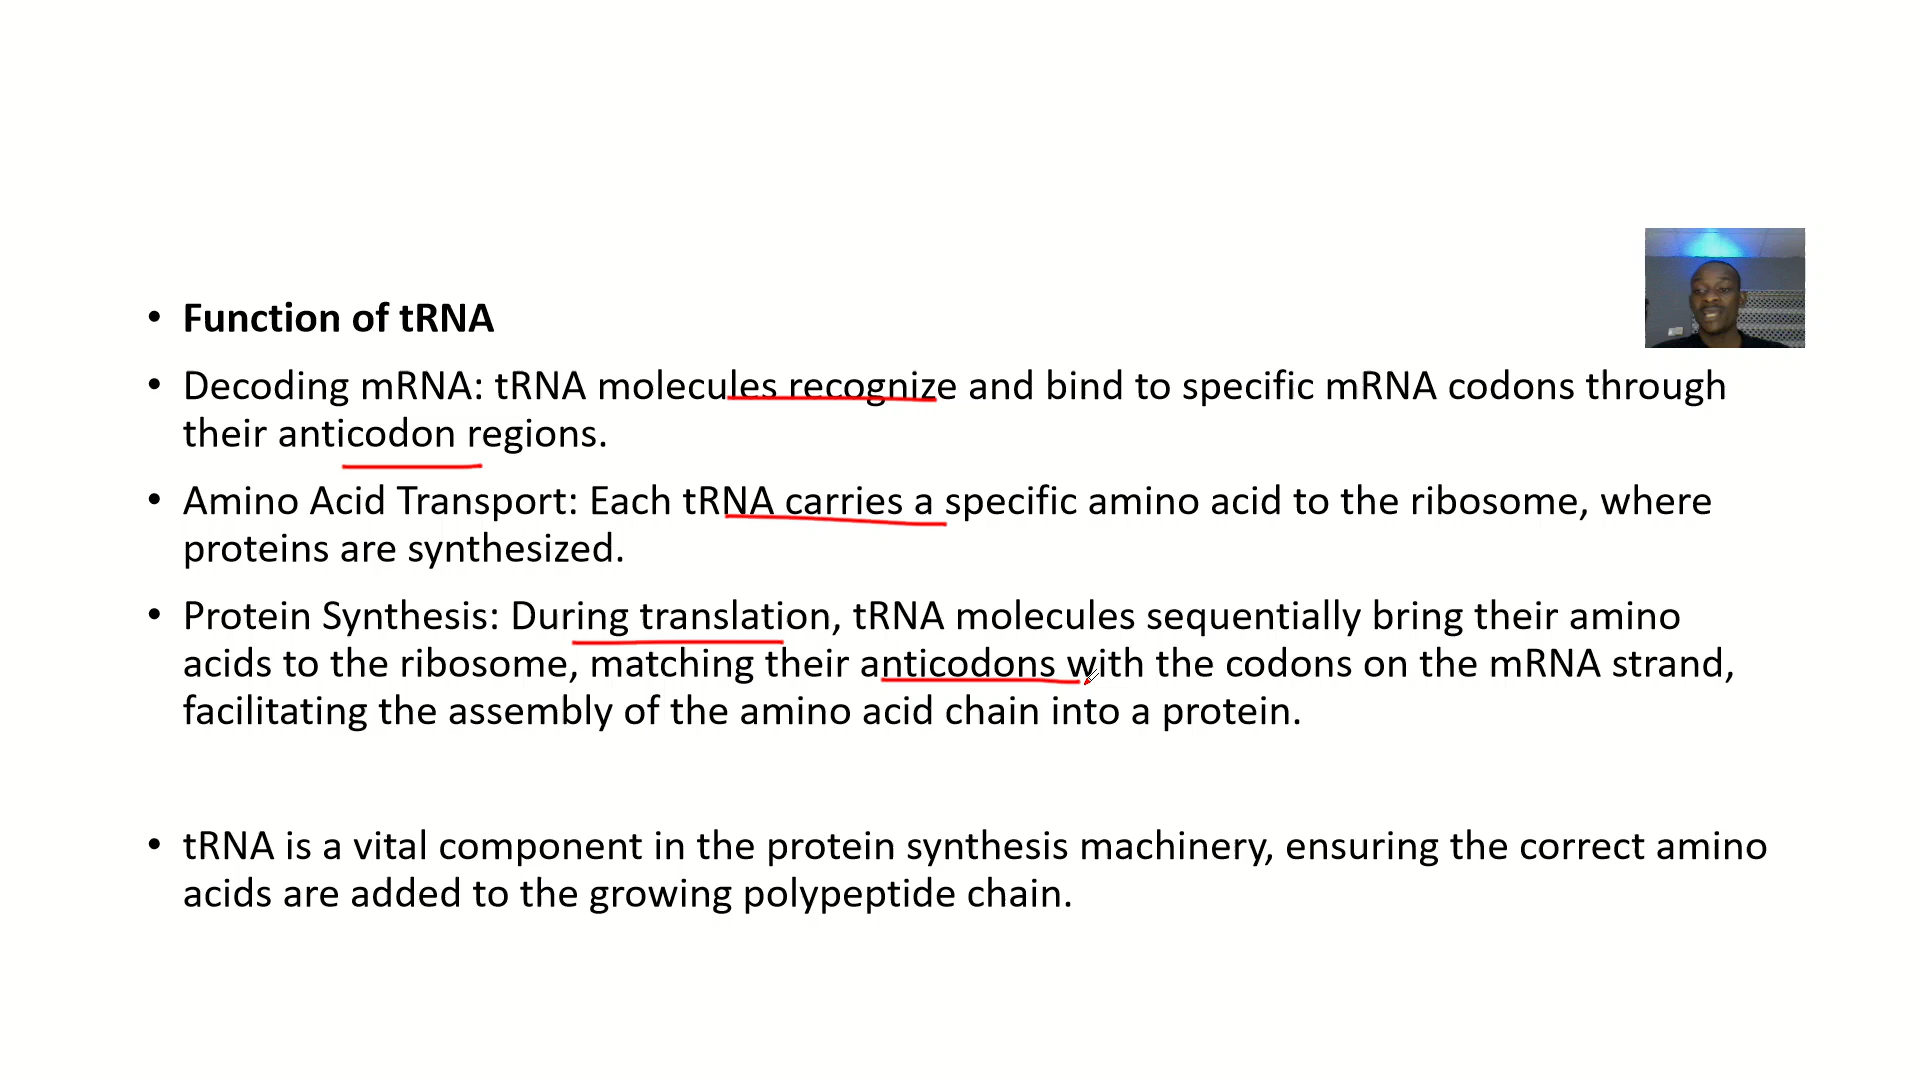 • Function of tRNA
• Decoding mRNA: tRNA molecules recognize and bind to specific mRNA codons through
their anticodon regions.
• Amino Acid Transport: Each tRNA carries a specific amino acid to the ribosome, where
proteins are synthesized.
• Protein Synthesis: During translation, tRNA molecules sequentially bring their amino
acids to the ribosome, matching their anticodons with the codons on the mRNA strand,
facilitating the assembly of the amino acid chain into a protein.
• tRNA is a vital component in the protein synthesis machinery, ensuring the correct amino
acids are added to the growing polypeptide chain.